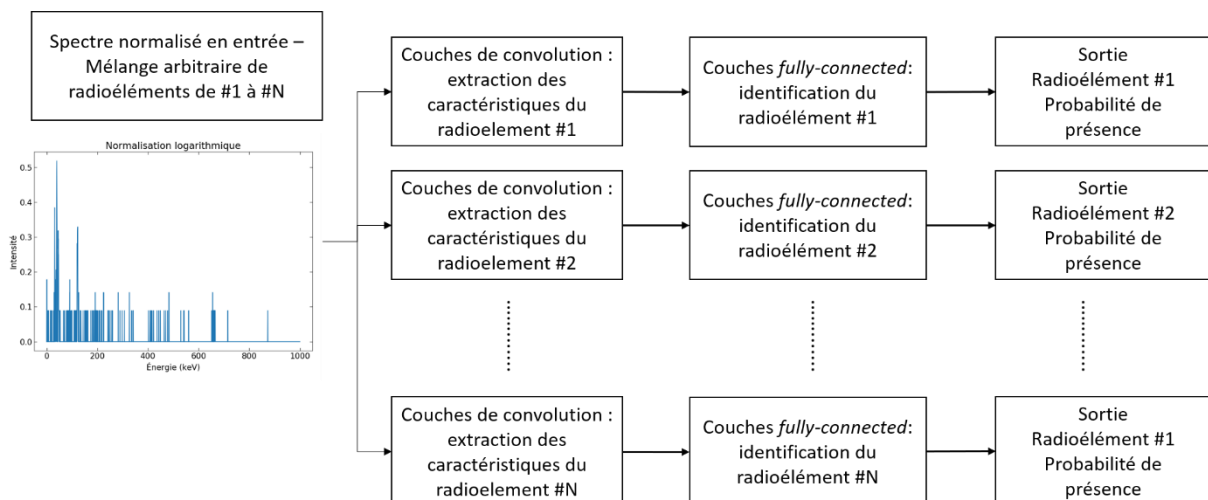 Spectre normalisé en entrée –
Mélange arbitraire de
radioéléments de #1 à #N
Normalisation logarithmique
Intensité
0.5
0.4
0.3
0.2
0.1
0.0
0
200
400
600
800
1000
Énergie (keV)
Couches de convolution :
extraction des
caractéristiques du
radioelement #1
Couches fully-connected:
identification du
radioélément #1
Sortie
Radioélément #1
Probabilité de
présence
Couches de convolution :
extraction des
caractéristiques du
radioelement #2
Couches fully-connected:
identification du
radioélément #2
Sortie
Radioélément #2
Probabilité de
présence
Couches de convolution :
extraction des
caractéristiques du
radioelement #N
Couches fully-connected:
identification du
radioélément #N
Sortie
Radioélément #1
Probabilité de
présence